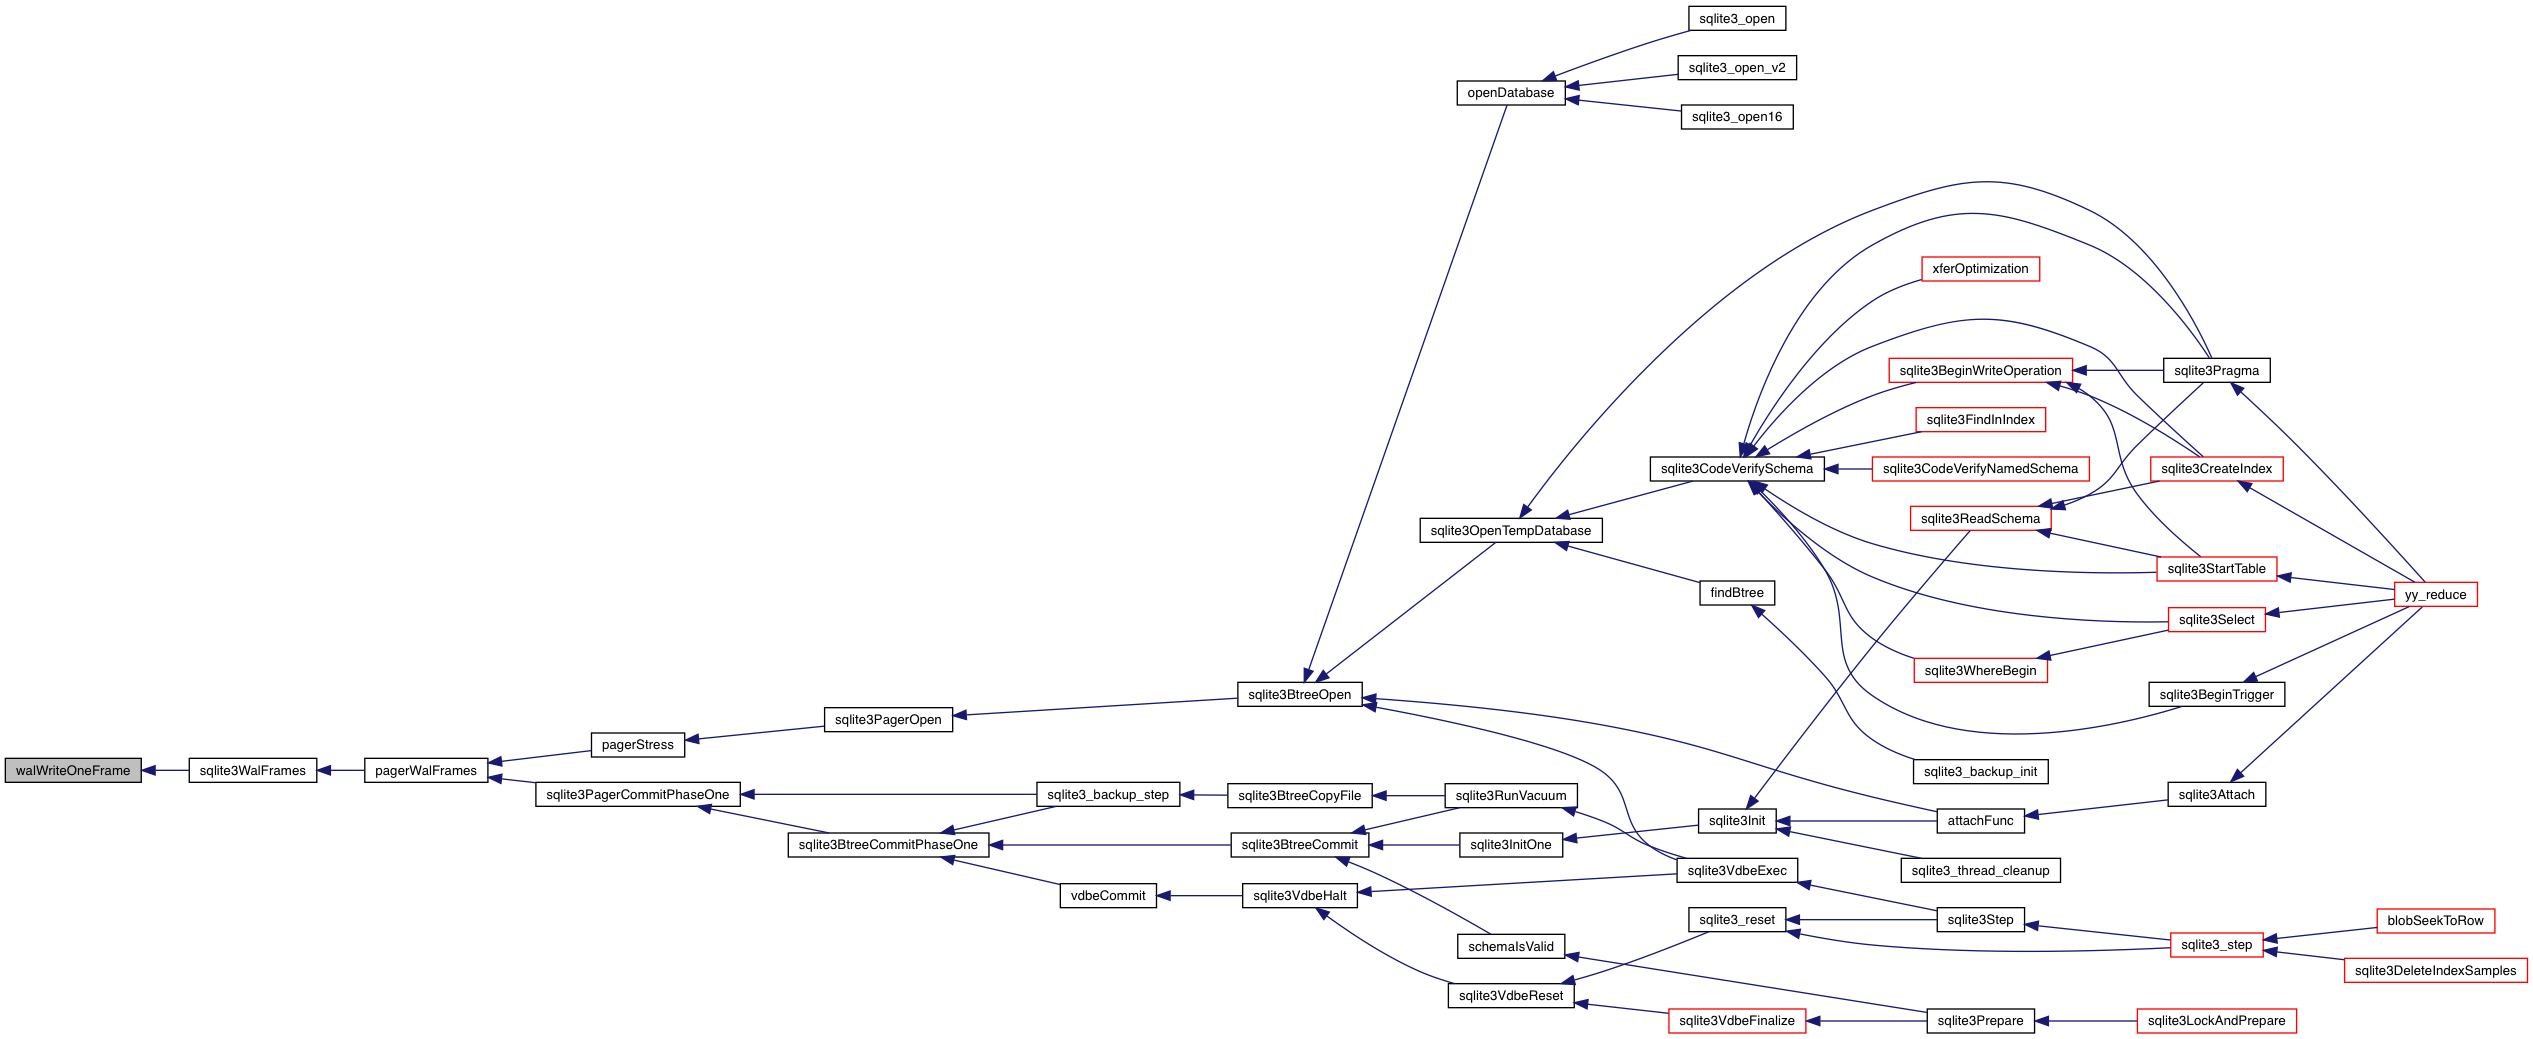 sqlite3_open
sqlite3_open_v2
openDatabase
sqlite3_open16
xferOptimization
sqlite3BeginWriteOperation
sqlite3Pragma
sqlite3FindInIndex
sqlite3CodeVerifySchema
sqlite3CodeVerifyNamedSchema
sqlite3CreateIndex
sqlite3ReadSchema
sqlite3OpenTempDatabase
sqlite3StartTable
findBtree
yy_reduce
sqlite3Select
sqlite3WhereBegin
sqlite3BtreeOpen
sqlite3BeginTrigger
sqlite3PagerOpen
pagerStress
walWriteOneFrame
sqlite3WalFrames
pagerWalFrames
sqlite3_backup_init
sqlite3PagerCommitPhaseOne
sqlite3_backup_step
sqlite3BtreeCopyFile
sqlite3RunVacuum
sqlite3Attach
sqlite3Init
attachFunc
sqlite3BtreeCommitPhaseOne
sqlite3BtreeCommit
sqlite3InitOne
sqlite3VdbeExec
sqlite3_thread_cleanup
vdbeCommit
sqlite3VdbeHalt
sqlite3_reset
sqlite3Step
blobSeekToRow
schemaIsValid
sqlite3_step
sqlite3DeleteIndexSamples
sqlite3VdbeReset
sqlite3VdbeFinalize
sqlite3Prepare
sqlite3LockAndPrepare